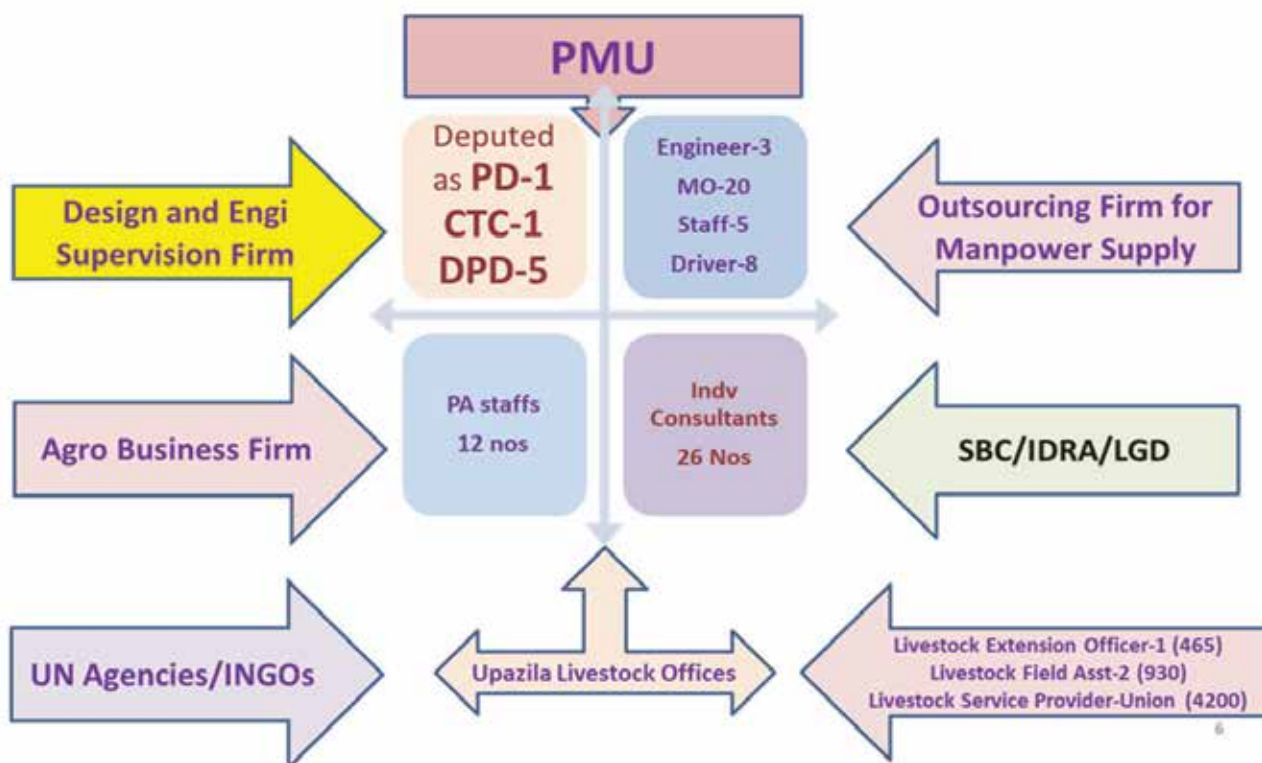 PMU
Deputed
as PD-1
CTC-1
DPD-5
Engineer-3
MO-20
Staff-5
Driver-8
Design and Engi
Supervision Firm
Outsourcing Firm for
Manpower Supply
PA staffs
12 nos
Indv
Consultants
26 Nos
Agro Business Firm
SBC/IDRA/LGD
UN Agencies/INGOs
Upazila Livestock Offices
Livestock Extension Officer-1 (465)
Livestock Field Asst-2 (930)
Livestock Service Provider-Union (4200)
6